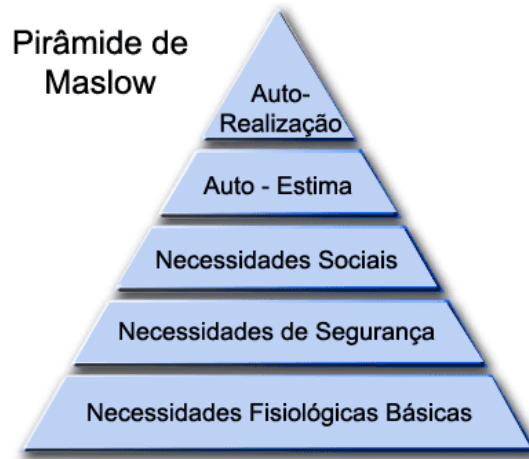 Pirâmide de
Maslow
Auto-
Realização
Auto - Estima
Necessidades Sociais
Necessidades de Segurança
Necessidades Fisiológicas Básicas